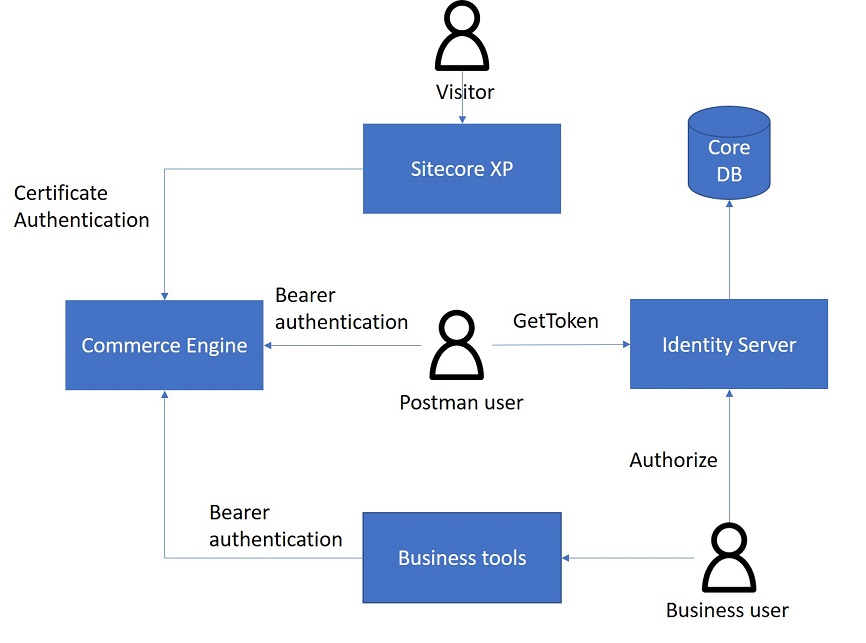 Visitor
Sitecore XP
Core
DB
Certificate
Authentication
Bearer
authentication
GetToken
Commerce Engine
Identity Server
Postman user
Authorize
Bearer
authentication
Business tools
Business user